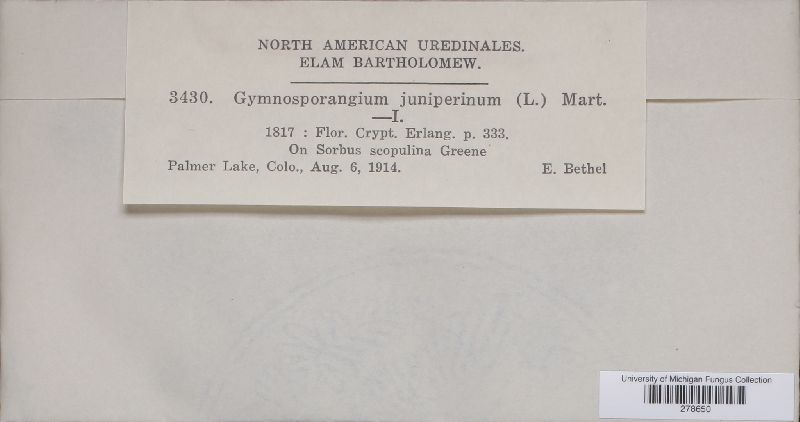 NORTH AMERICAN UREDINALES.
ELAM BARTHOLOMEW.
3430. Gymnosporangium juniperinum (L.) Mart.
—I.
1817 : Flor. Crypt. Erlang. p. 333.
On Sorbus scopulina Greene
Palmer Lake, Colo., Aug. 6, 1914. E. Bethel
University of Michigan Fungus Collection
278650